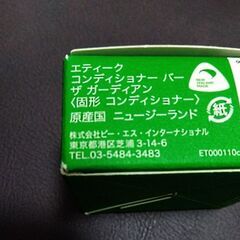 エティーク
コンディショナー バー
ザ ガーディアン
〈固形 コンディショナー〉
原産国 ニュージーランド
株式会社ピー・エス・インターナショナル
東京都港区芝浦 3-14-6
TEL. 03-5484-3483
紙
ET000110